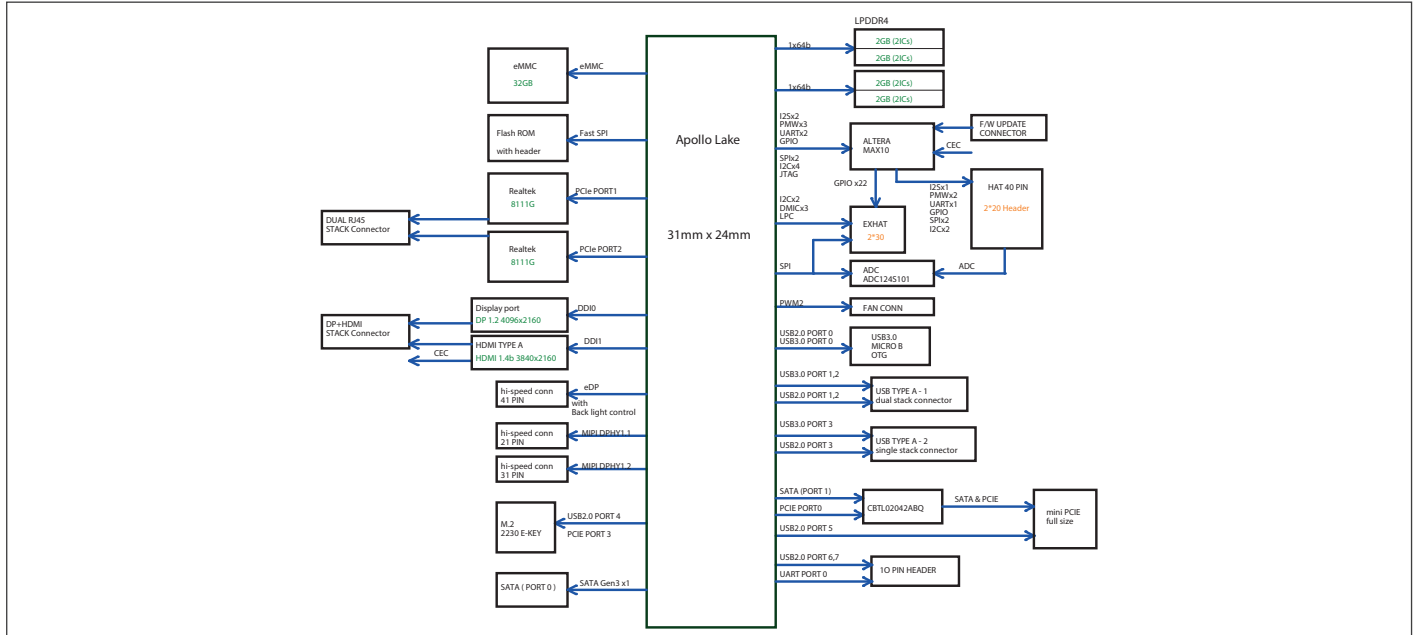 LPDDR4
1x64b
2GB (2ICs)
2GB (2ICs)
1x64b
2GB (2ICs)
2GB (2ICs)
eMMC
32GB
eMMC
Flash ROM
with header
Fast SPI
Realtek
8111G
PCIe PORT1
DUAL RJ45
STACK Connector
Realtek
8111G
PCIe PORT2
Display port
DP 1.2 4096x2160
DDI0
DP+HDMI
STACK Connector
HDMI TYPE A
HDMI 1.4b 3840x2160
DDI1
CEC
hi-speed conn
41 PIN
eDP
with
Back light control
hi-speed conn
21 PIN
MIPI.DPHY1.1
hi-speed conn
31 PIN
MIPI.DPHY1.2
M.2
2230 E-KEY
USB2.0 PORT 4
PCIE PORT 3
SATA ( PORT 0 )
SATA Gen3 x1
Apollo Lake
31mm x 24mm
I2Sx2
PMWx3
UARTx2
GPIO
SPIx2
I2Cx4
JTAG
ALTERA
MAX10
F/W UPDATE
CONNECTOR
CEC
GPIO x22
I2Sx1
PMWx2
UARTx1
GPIO
SPIx2
I2Cx2
HAT 40 PIN
2*20 Header
I2Cx2
DMICx3
LPC
EXHAT
2*30
SPI
ADC
ADC124S101
ADC
PWM2
FAN CONN
USB2.0 PORT 0
USB3.0 PORT 0
USB3.0
MICRO B
OTG
USB3.0 PORT 1,2
USB2.0 PORT 1,2
USB TYPE A - 1
dual stack connector
USB3.0 PORT 3
USB2.0 PORT 3
USB TYPE A - 2
single stack connector
SATA (PORT 1)
PCIE PORT0
CBTL02042ABQ
SATA & PCIE
mini PCIE
full size
USB2.0 PORT 5
USB2.0 PORT 6,7
UART PORT 0
1O PIN HEADER